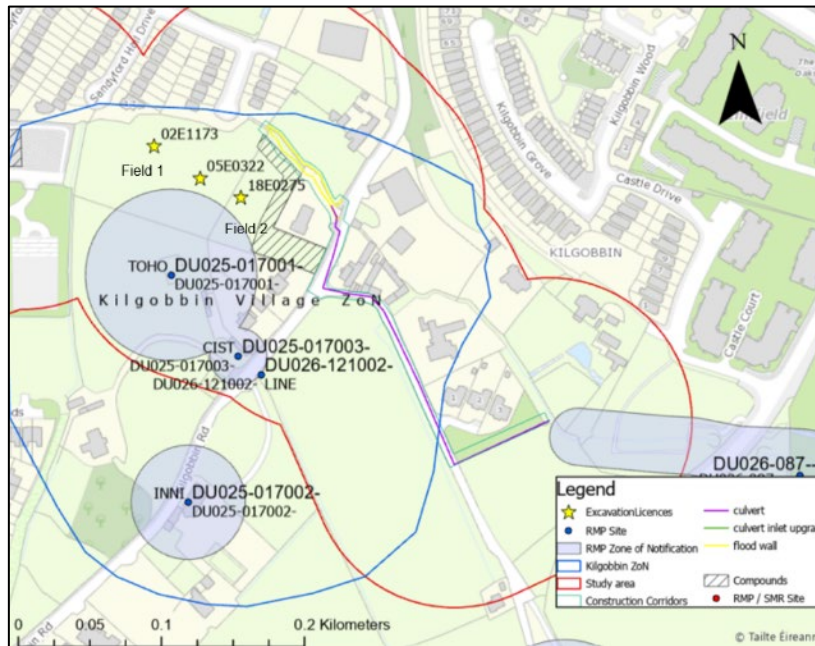 Sandyford Hall Drive
N
02E1173
Field 1
05E0322
18E0275
Field 2
Kilgobbin Wood
Kilgobbin Grove
Castle Drive
KILGOBBIN
Castle Court
TOHO DU025-017001-
DU025-017001-
Kilgobbin Village ZoN
CIST DU025-017003-
DU025-017003- DU026-121002-
DU026-121002- LINE
DU026-087--
INNI DU025-017002-
DU025-017002-
Legend
ExcavationLicences
RMP Site
RMP Zone of Notification
Kilgobbin ZoN
Study area
Construction Corridors
culvert
culvert inlet upgra
flood wall
Compounds
RMP / SMR Site
0 0.05 0.1 0.2 Kilometers
© Tailte Éireann